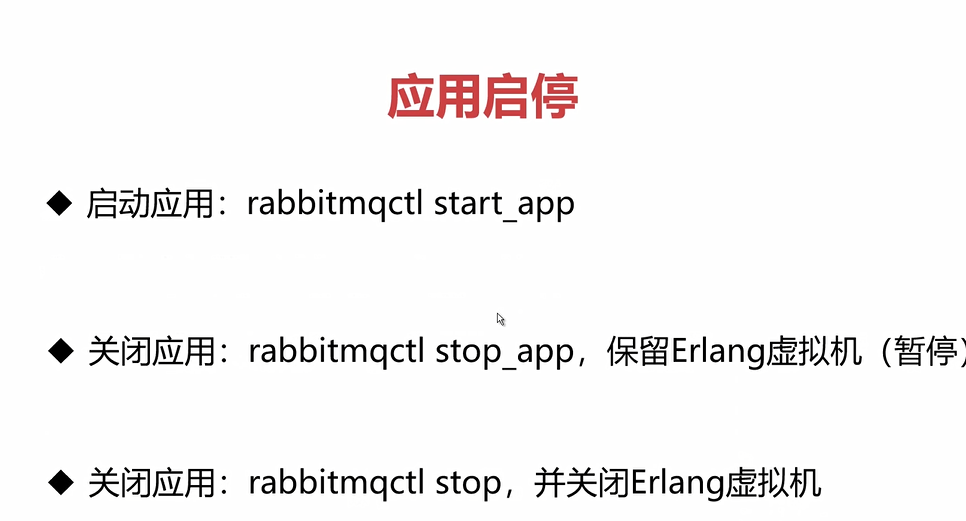 应用启停
◆ 启动应用：rabbitmqctl start_app
◆ 关闭应用：rabbitmqctl stop_app，保留Erlang虚拟机（暂停）
◆ 关闭应用：rabbitmqctl stop，并关闭Erlang虚拟机